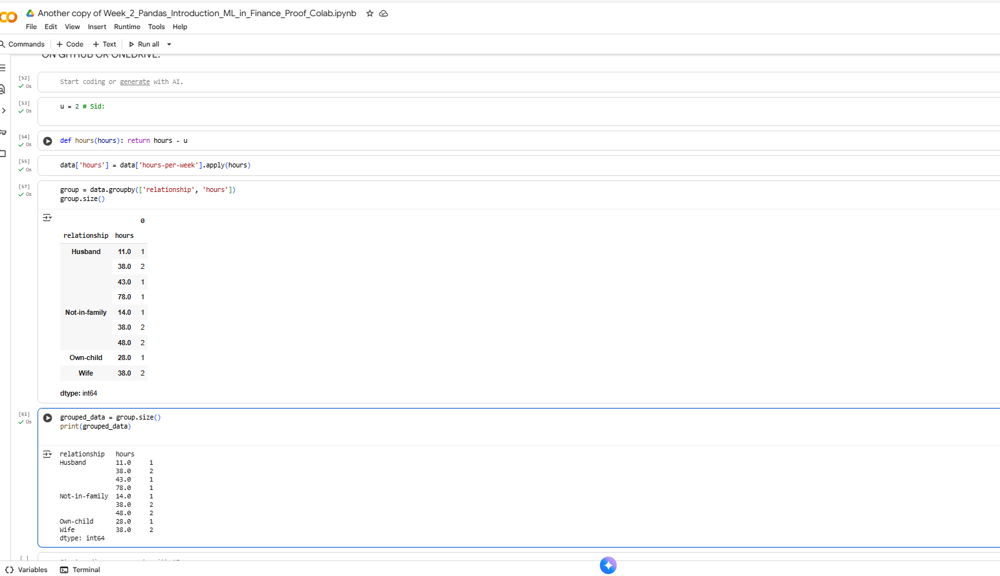 Another copy of Week_2_Pandas_Introduction_ML_in_Finance_Proof_Colab.ipynb
File Edit View Insert Runtime Tools Help
Commands + Code + Text Run all
ON GITHUB OR ONEDRIVE.
[52]
0s
Start coding or generate with AI.
[53]
0s
u = 2 # Sid:
[54]
0s
def hours(hours): return hours - u
[55]
0s
data['hours'] = data['hours-per-week'].apply(hours)
[57]
0s
group = data.groupby(['relationship', 'hours'])
group.size()
0
relationship hours
Husband 11.0 1
38.0 2
43.0 1
78.0 1
Not-in-family 14.0 1
38.0 2
48.0 2
Own-child 28.0 1
Wife 38.0 2
dtype: int64
[61]
0s
grouped_data = group.size()
print(grouped_data)
relationship hours
Husband 11.0 1
38.0 2
43.0 1
78.0 1
Not-in-family 14.0 1
38.0 2
48.0 2
Own-child 28.0 1
Wife 38.0 2
dtype: int64
[ ]
Variables Terminal